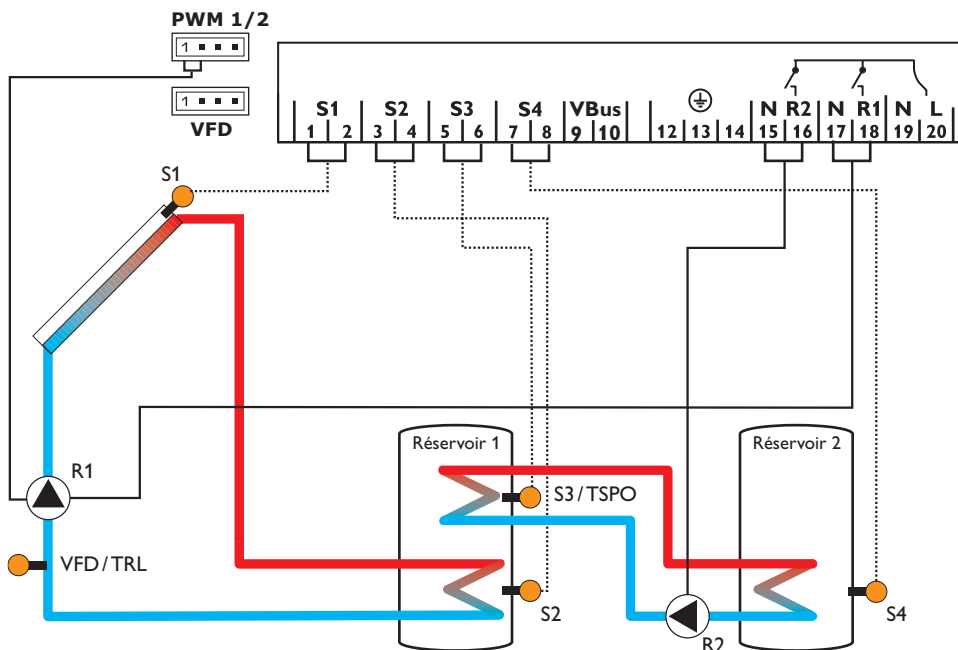 PWM 1/2
1
1
VFD
S1 S2 S3 S4 VBus N R2 N R1 N L
1 2 3 4 5 6 7 8 9 10 12 13 14 15 16 17 18 19 20
S1
Réservoir 1
Réservoir 2
R1
S3 / TSPO
VFD / TRL
S2
S4
R2